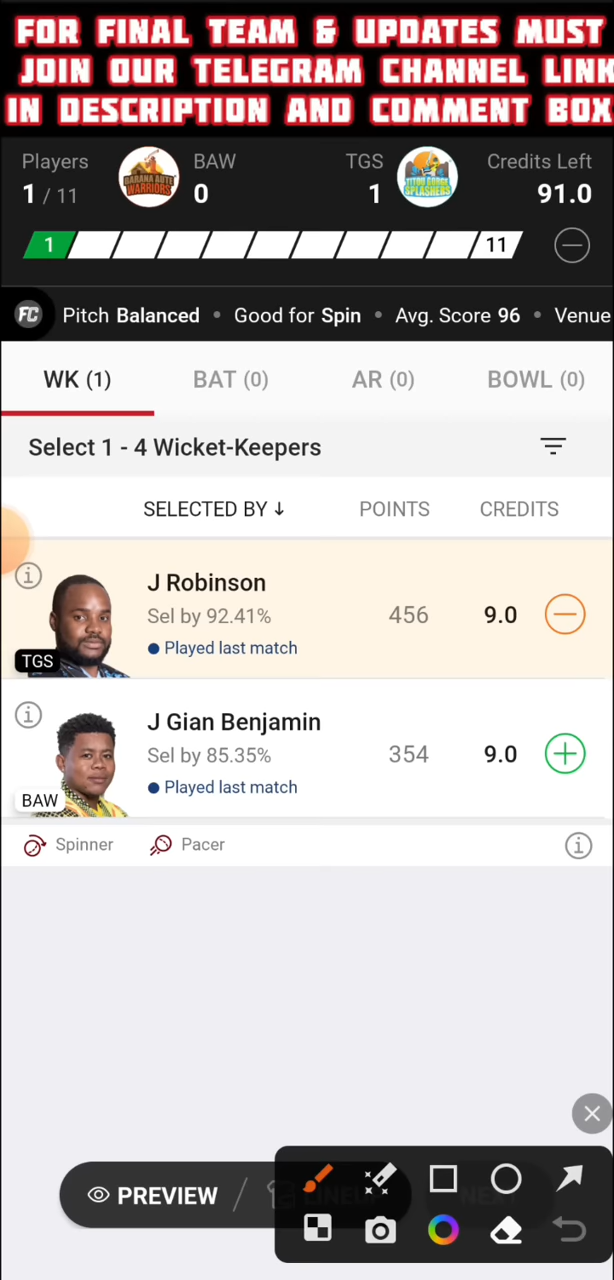 FOR FINAL TEAM & UPDATES MUST
JOIN OUR TELEGRAM CHANNEL LINK
IN DESCRIPTION AND COMMENT BOX
Players BAW TGS Credits Left
1 / 11 0 1 91.0
1 11
FC Pitch Balanced • Good for Spin • Avg. Score 96 • Venue
WK (1) BAT (0) AR (0) BOWL (0)
Select 1 - 4 Wicket-Keepers
SELECTED BY ↓ POINTS CREDITS
J Robinson
Sel by 92.41% 456 9.0
Played last match
TGS
J Gian Benjamin
Sel by 85.35% 354 9.0
Played last match
BAW
Spinner Pacer
PREVIEW /